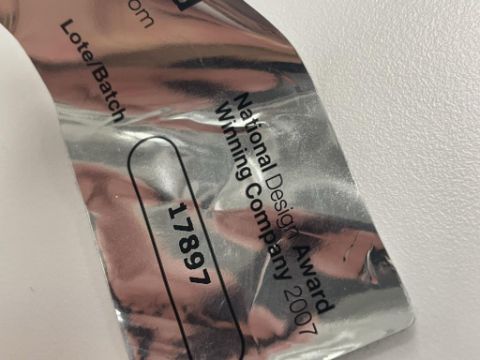 om
Lote/Batch
17897
National Design Award
Winning Company 2007